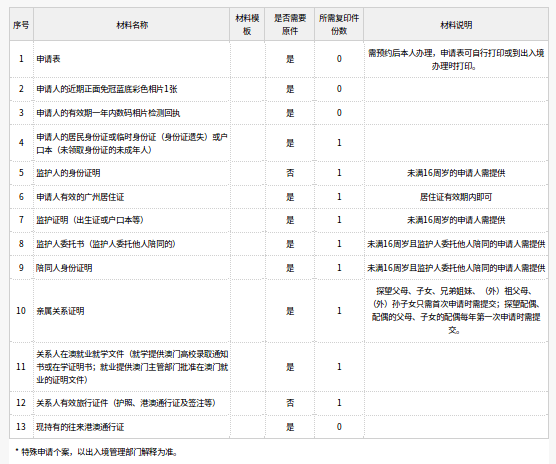 序号 材料名称 材料模板 是否需要原件 所需复印件份数 材料说明
1 申请表 是 0 需预约后本人办理，申请表可自行打印或到出入境办理时打印。
2 申请人的近期正面免冠蓝底彩色相片1张 是 0
3 申请人的有效期一年内数码相片检测回执 是 0
4 申请人的居民身份证或临时身份证（身份证遗失）或户口本（未领取身份证的未成年人） 是 1
5 监护人的身份证明 否 1 未满16周岁的申请人需提供
6 申请人有效的广州居住证 是 1 居住证有效期内即可
7 监护证明（出生证或户口本等） 是 1 未满16周岁的申请人需提供
8 监护人委托书（监护人委托他人陪同的） 是 1 未满16周岁且监护人委托他人陪同的申请人需提供
9 陪同人身份证明 是 1 未满16周岁且监护人委托他人陪同的申请人需提供
10 亲属关系证明 是 1 探望父母、子女、兄弟姐妹、（外）祖父母、（外）孙子女只需首次申请时需提交；探望配偶、配偶的父母、子女的配偶每年第一次申请时需提交。
11 关系人在澳就业就学文件（就学提供澳门高校录取通知书或在学证明书；就业提供澳门主管部门批准在澳门就业的证明文件） 是 1
12 关系人有效旅行证件（护照、港澳通行证及签注等） 否 1
13 现持有的往来港澳通行证 是 0
* 特殊申请个案，以出入境管理部门解释为准。